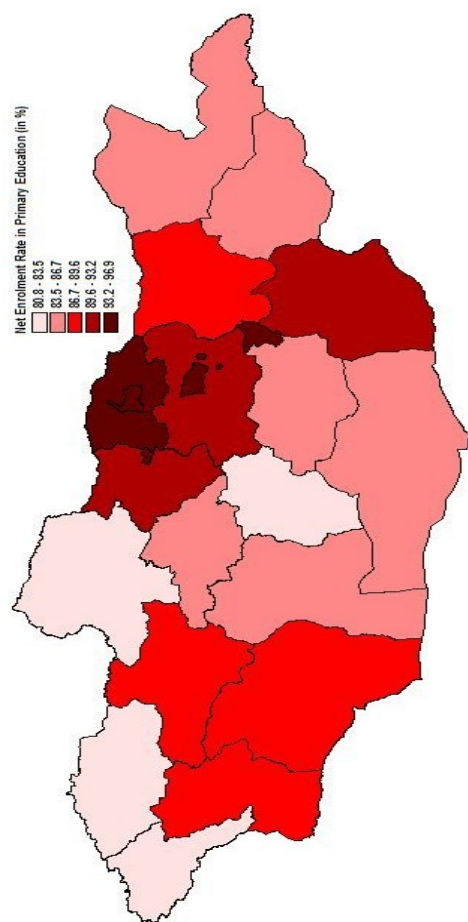 Net Enrolment Rate in Primary Education (in %)
80.8 - 83.5
83.5 - 86.7
86.7 - 89.6
89.6 - 93.2
93.2 - 96.9